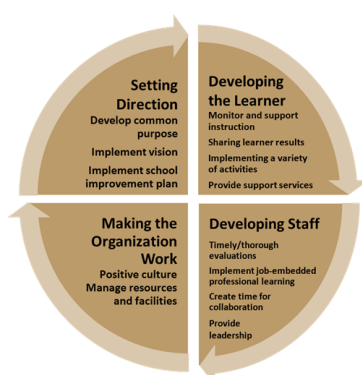 Setting
Direction
Develop common
purpose
Implement vision
Implement school
improvement plan
Developing
the Learner
Monitor and support
instruction
Sharing learner results
Implementing a variety
of activities
Provide support services
Making the
Organization
Work
Positive culture
Manage resources
and facilities
Developing Staff
Timely/thorough
evaluations
Implement job-embedded
professional learning
Create time for
collaboration
Provide
leadership